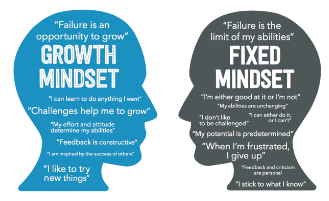 "Failure is an
opportunity to grow"
GROWTH
MINDSET
"I can learn to do anything I want"
"Challenges help me to grow"
"My effort and attitude
determine my abilities"
"Feedback is constructive"
"I am inspired by the success of others"
"I like to try
new things"
"Failure is the
limit of my abilities"
FIXED
MINDSET
"I'm either good at it or I'm not"
"My abilities are unchanging"
"I don't like
to be challenged"
"I can either do it,
or I can't"
"My potential is predetermined"
"When I'm frustrated,
I give up"
"Feedback and criticism
are personal"
"I stick to what I know"